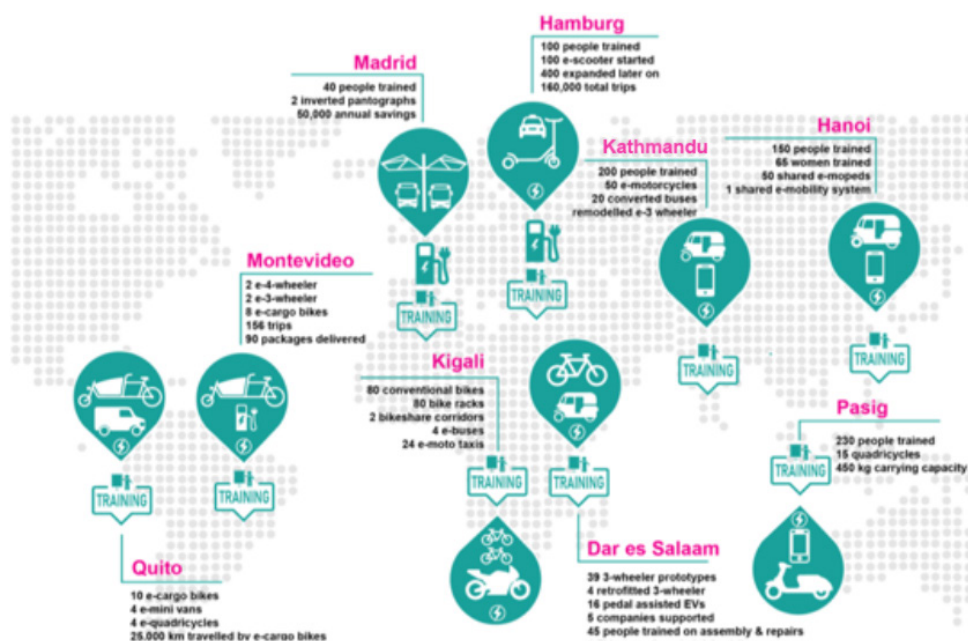 Hamburg
100 people trained
100 e-scooter started
400 expanded later on
160,000 total trips
Madrid
40 people trained
2 inverted pantographs
50,000 annual savings
TRAINING
TRAINING
Kathmandu
200 people trained
50 e-motorcycles
20 converted buses
remodelled e-3 wheeler
TRAINING
Hanoi
150 people trained
65 women trained
50 shared e-mopeds
1 shared e-mobility system
TRAINING
Montevideo
2 e-4-wheeler
2 e-3-wheeler
8 e-cargo bikes
156 trips
90 packages delivered
TRAINING
Kigali
80 conventional bikes
80 bike racks
2 bikeshare corridors
4 e-buses
24 e-moto taxis
TRAINING
Pasig
230 people trained
15 quadricycles
450 kg carrying capacity
TRAINING
TRAINING
Quito
10 e-cargo bikes
4 e-mini vans
4 e-quadricycles
25.000 km travelled by e-cargo bikes
TRAINING
Dar es Salaam
39 3-wheeler prototypes
4 retrofitted 3-wheeler
16 pedal assisted EVs
5 companies supported
45 people trained on assembly & repairs